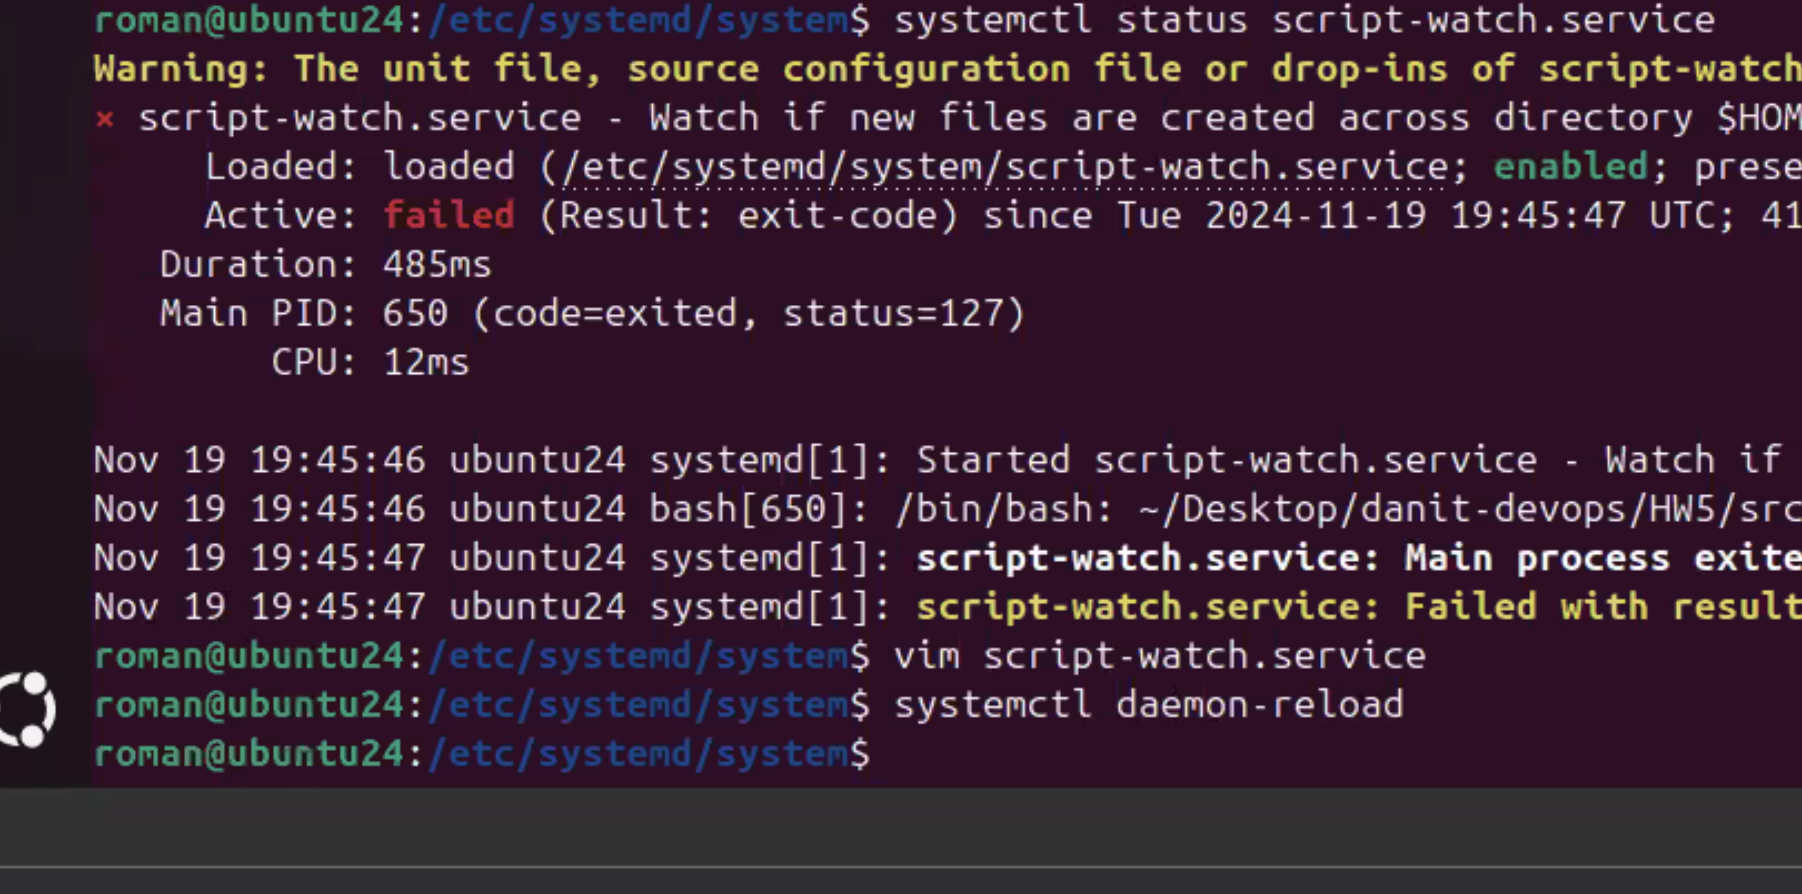 roman@ubuntu24:/etc/systemd/system$ systemctl status script-watch.service
Warning: The unit file, source configuration file or drop-ins of script-watch
× script-watch.service - Watch if new files are created across directory $HOM
Loaded: loaded (/etc/systemd/system/script-watch.service; enabled; prese
Active: failed (Result: exit-code) since Tue 2024-11-19 19:45:47 UTC; 41
Duration: 485ms
Main PID: 650 (code=exited, status=127)
CPU: 12ms
Nov 19 19:45:46 ubuntu24 systemd[1]: Started script-watch.service - Watch if
Nov 19 19:45:46 ubuntu24 bash[650]: /bin/bash: ~/Desktop/danit-devops/HW5/src
Nov 19 19:45:47 ubuntu24 systemd[1]: script-watch.service: Main process exite
Nov 19 19:45:47 ubuntu24 systemd[1]: script-watch.service: Failed with result
roman@ubuntu24:/etc/systemd/system$ vim script-watch.service
roman@ubuntu24:/etc/systemd/system$ systemctl daemon-reload
roman@ubuntu24:/etc/systemd/system$